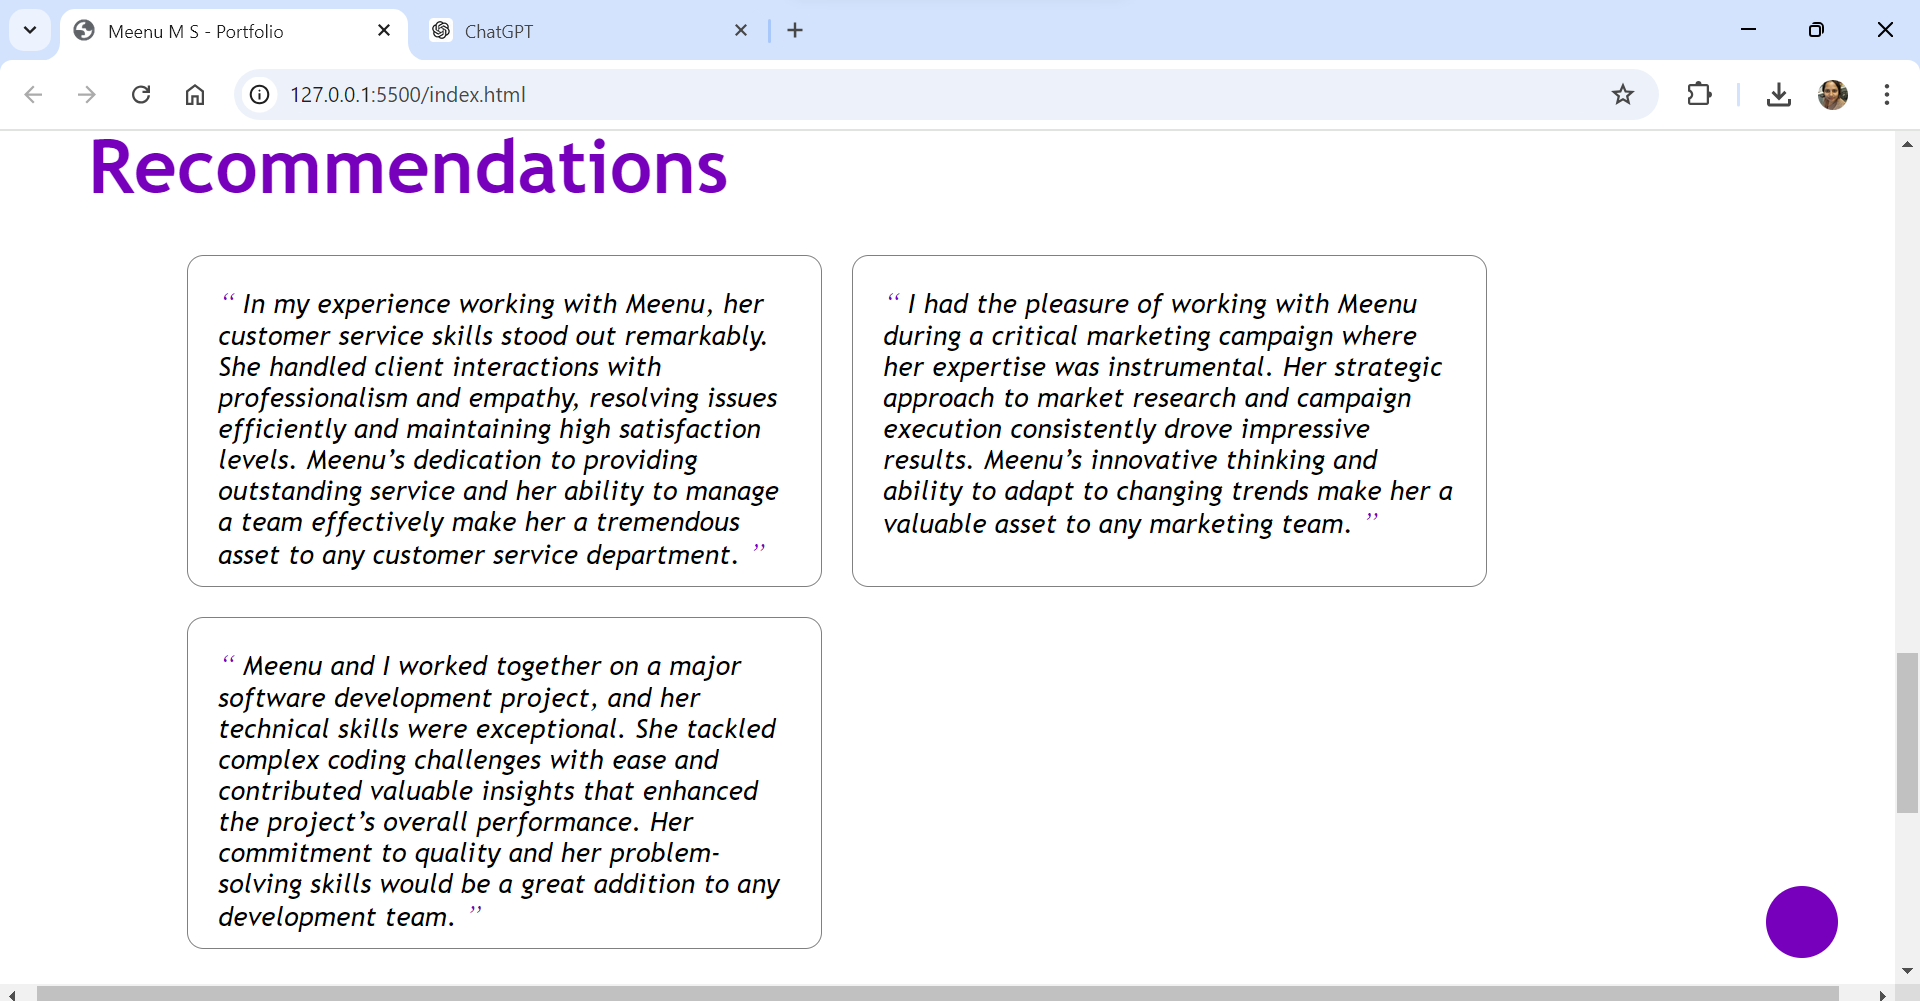 Meenu M S - Portfolio
ChatGPT
127.0.0.1:5500/index.html
Recommendations
“ In my experience working with Meenu, her
customer service skills stood out remarkably.
She handled client interactions with
professionalism and empathy, resolving issues
efficiently and maintaining high satisfaction
levels. Meenu’s dedication to providing
outstanding service and her ability to manage
a team effectively make her a tremendous
asset to any customer service department. ”
“ I had the pleasure of working with Meenu
during a critical marketing campaign where
her expertise was instrumental. Her strategic
approach to market research and campaign
execution consistently drove impressive
results. Meenu’s innovative thinking and
ability to adapt to changing trends make her a
valuable asset to any marketing team. ”
“ Meenu and I worked together on a major
software development project, and her
technical skills were exceptional. She tackled
complex coding challenges with ease and
contributed valuable insights that enhanced
the project’s overall performance. Her
commitment to quality and her problem-
solving skills would be a great addition to any
development team. ”